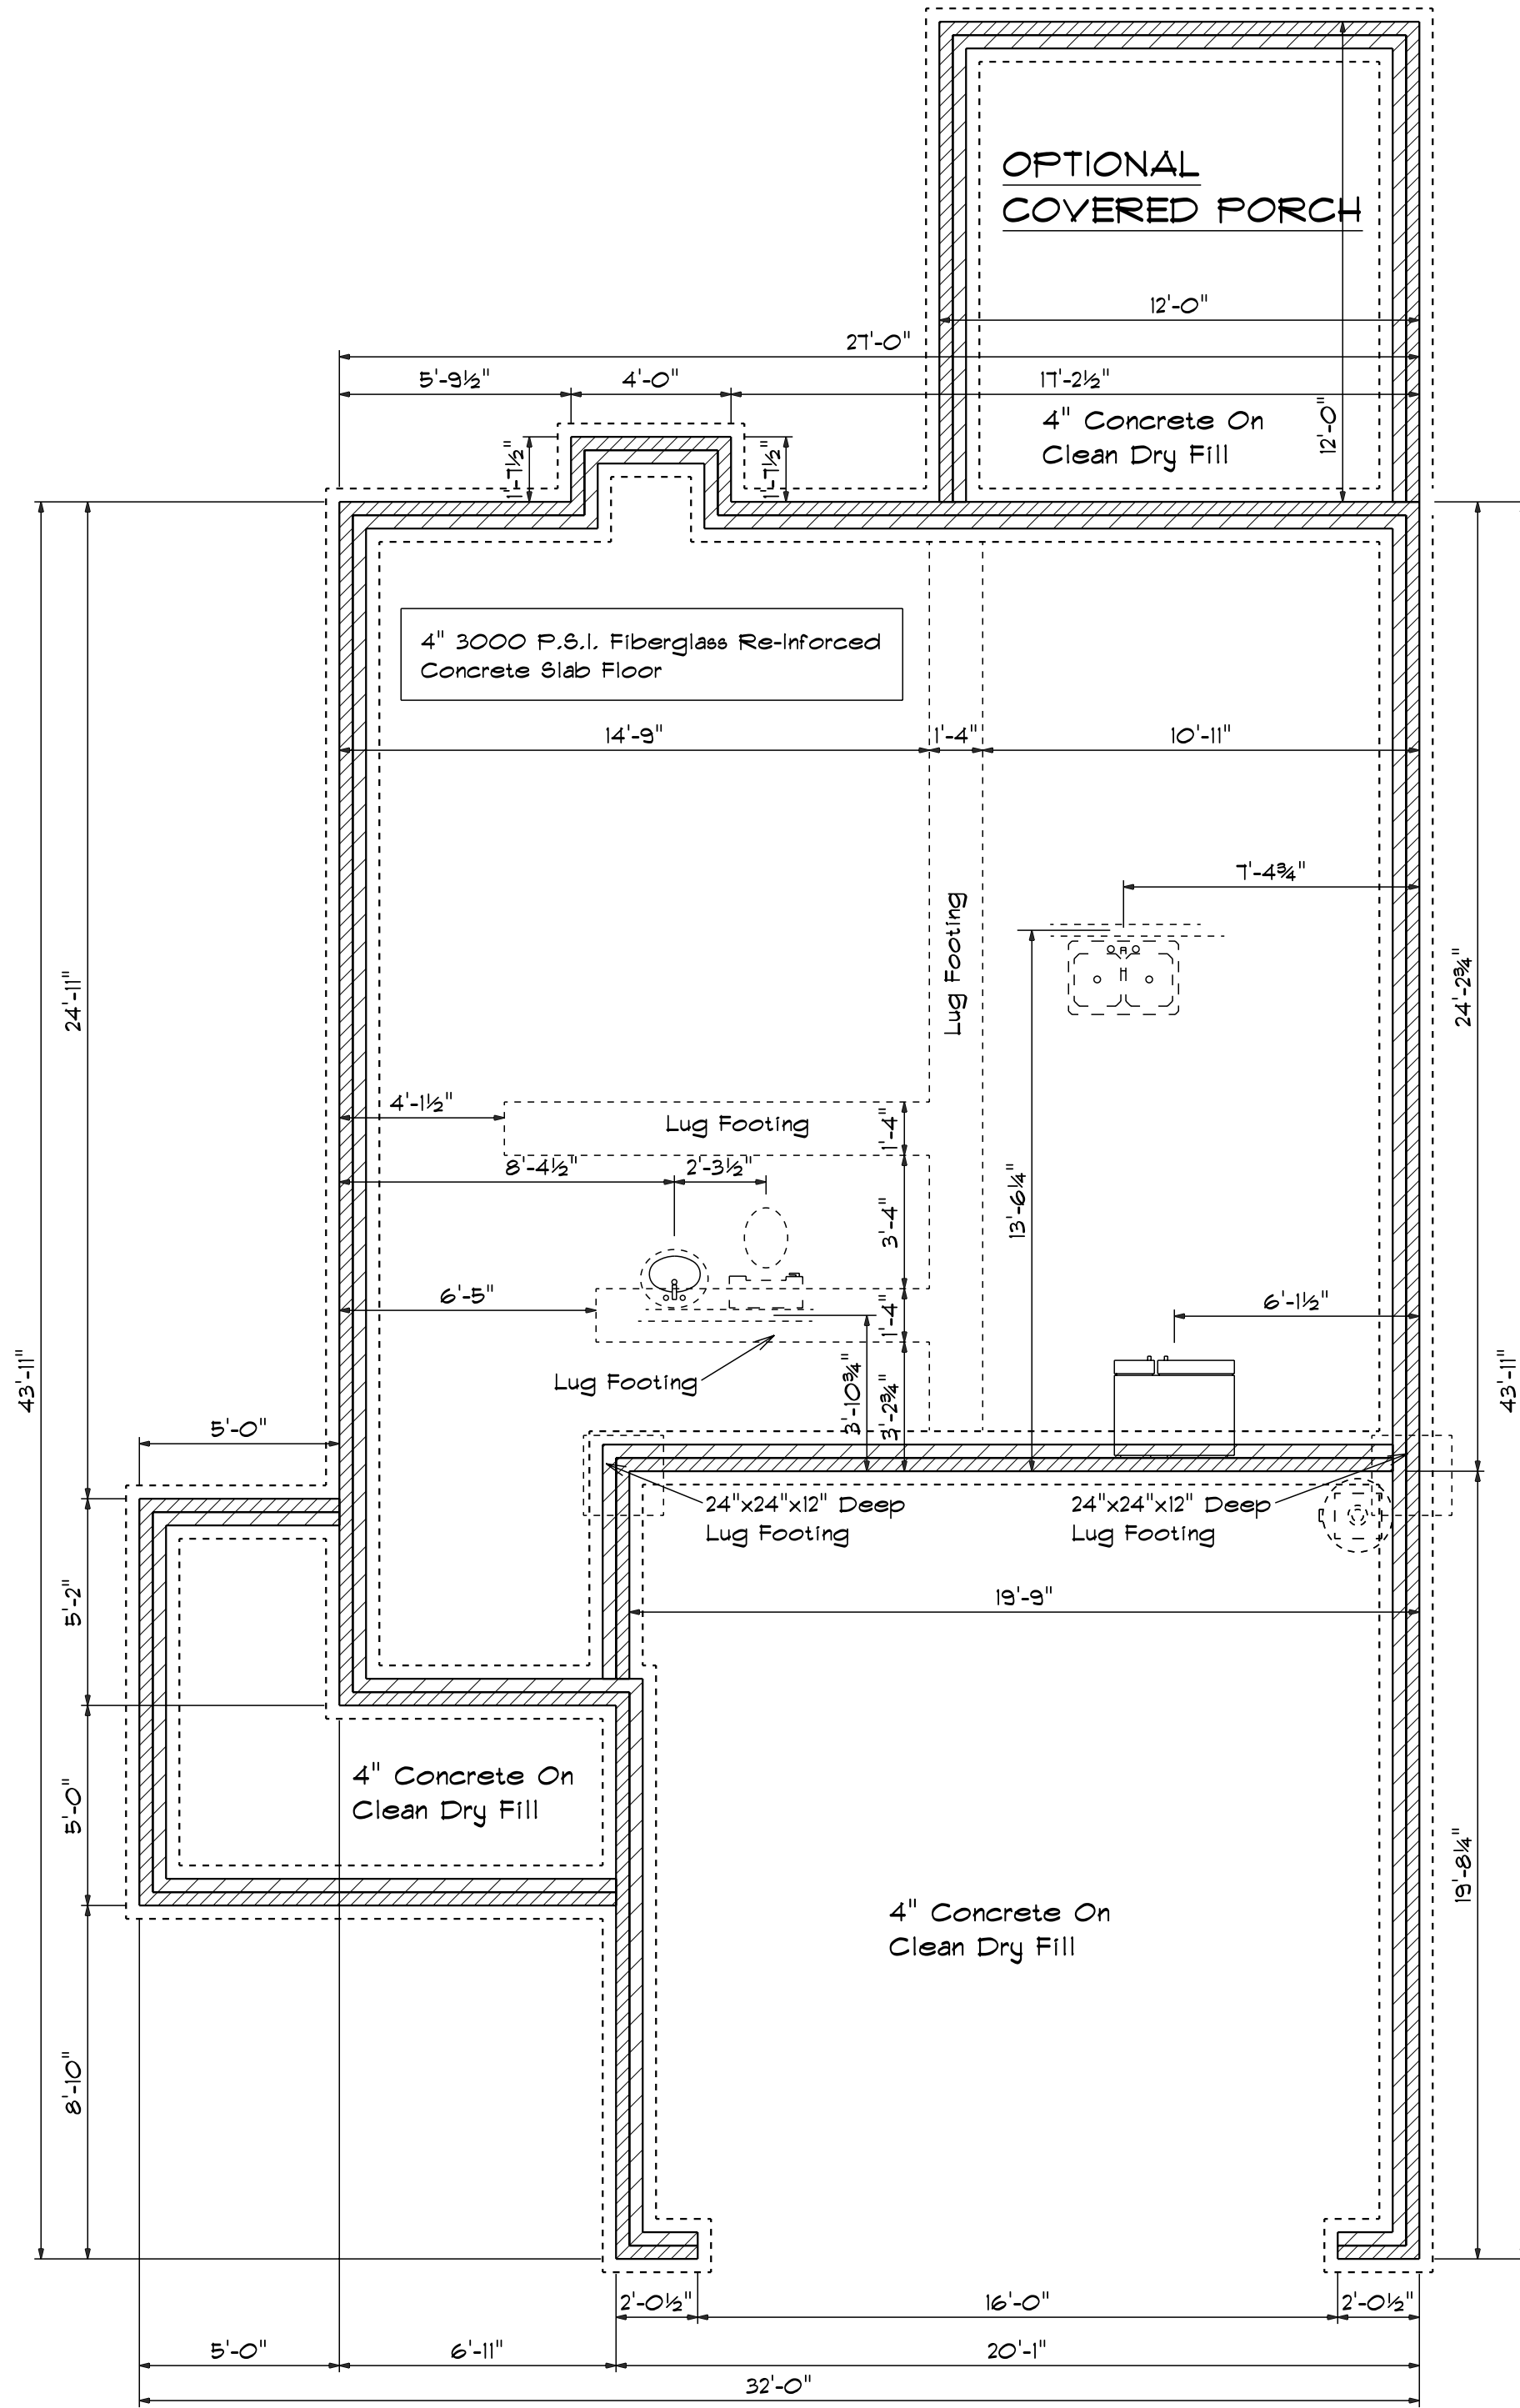 OPTIONAL
COVERED PORCH
12'-0"
27'-0"
5'-9½"
4'-0"
17'-2½"
4" Concrete On
Clean Dry Fill
12'-0"
1'-7½"
1'-7½"
4" 3000 P.S.I. Fiberglass Re-Inforced
Concrete Slab Floor
14'-9"
1'-4"
10'-11"
7'-4¾"
Lug Footing
24'-11"
24'-2¾"
4'-1½"
Lug Footing
1'-4"
8'-4½"
2'-3½"
3'-4"
13'-6¼"
6'-5"
1'-4"
6'-1½"
Lug Footing
3'-10¾"
3'-2¾"
43'-11"
43'-11"
5'-0"
24"x24"x12" Deep
Lug Footing
24"x24"x12" Deep
Lug Footing
5'-2"
19'-9"
4" Concrete On
Clean Dry Fill
5'-0"
19'-8¼"
4" Concrete On
Clean Dry Fill
8'-10"
2'-0½"
16'-0"
2'-0½"
5'-0"
6'-11"
20'-1"
32'-0"